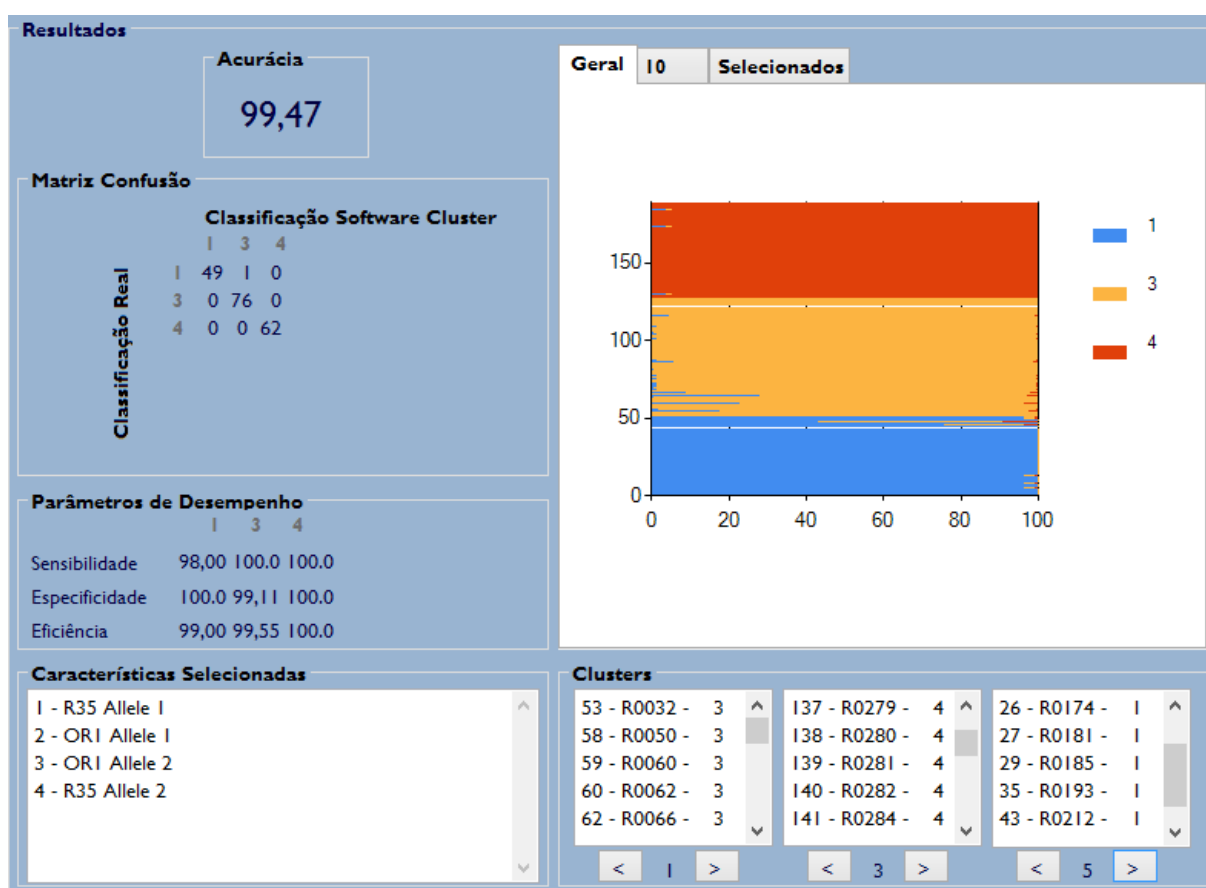 Resultados
Acurácia
99,47
Matriz Confusão
Classificação Software Cluster
1 3 4
Classificação Real
1 49 1 0
3 0 76 0
4 0 0 62
Parâmetros de Desempenho
1 3 4
Sensibilidade 98,00 100.0 100.0
Especificidade 100.0 99,11 100.0
Eficiência 99,00 99,55 100.0
Características Selecionadas
1 - R35 Allele 1
2 - OR1 Allele 1
3 - OR1 Allele 2
4 - R35 Allele 2
Geral 10 Selecionados
150
100
50
0
0 20 40 60 80 100
1
3
4
Clusters
53 - R0032 - 3
58 - R0050 - 3
59 - R0060 - 3
60 - R0062 - 3
62 - R0066 - 3
< 1 >
137 - R0279 - 4
138 - R0280 - 4
139 - R0281 - 4
140 - R0282 - 4
141 - R0284 - 4
< 3 >
26 - R0174 - 1
27 - R0181 - 1
29 - R0185 - 1
35 - R0193 - 1
43 - R0212 - 1
< 5 >